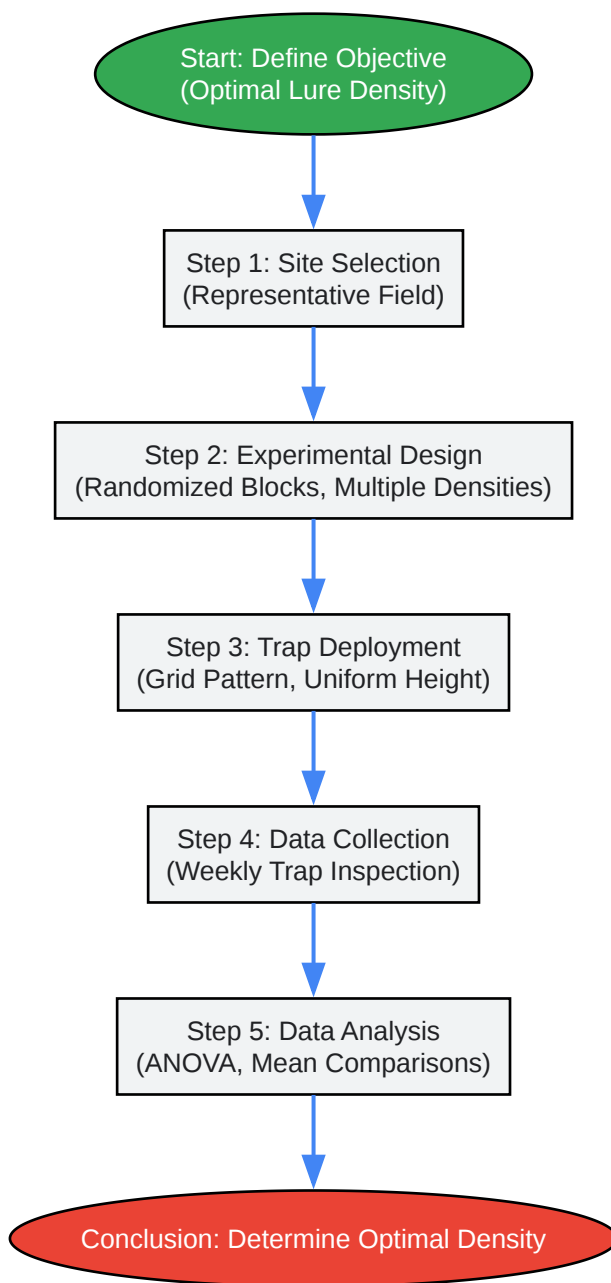 Start: Define Objective
(Optimal Lure Density)
Step 1: Site Selection
(Representative Field)
Step 2: Experimental Design
(Randomized Blocks, Multiple Densities)
Step 3: Trap Deployment
(Grid Pattern, Uniform Height)
Step 4: Data Collection
(Weekly Trap Inspection)
Step 5: Data Analysis
(ANOVA, Mean Comparisons)
Conclusion: Determine Optimal Density